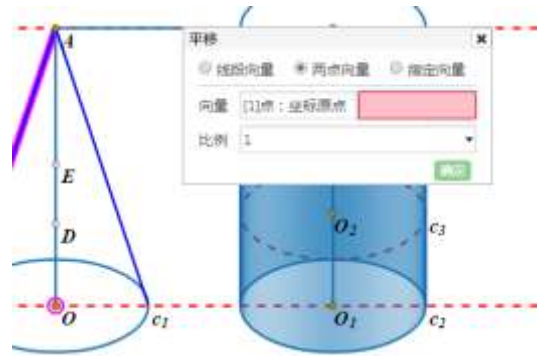 平移
线段向量 两点向量 指定向量
向量 [1]点：坐标原点
比例 1
确定
A
E
D
O
c1
O2
c3
O1
c2